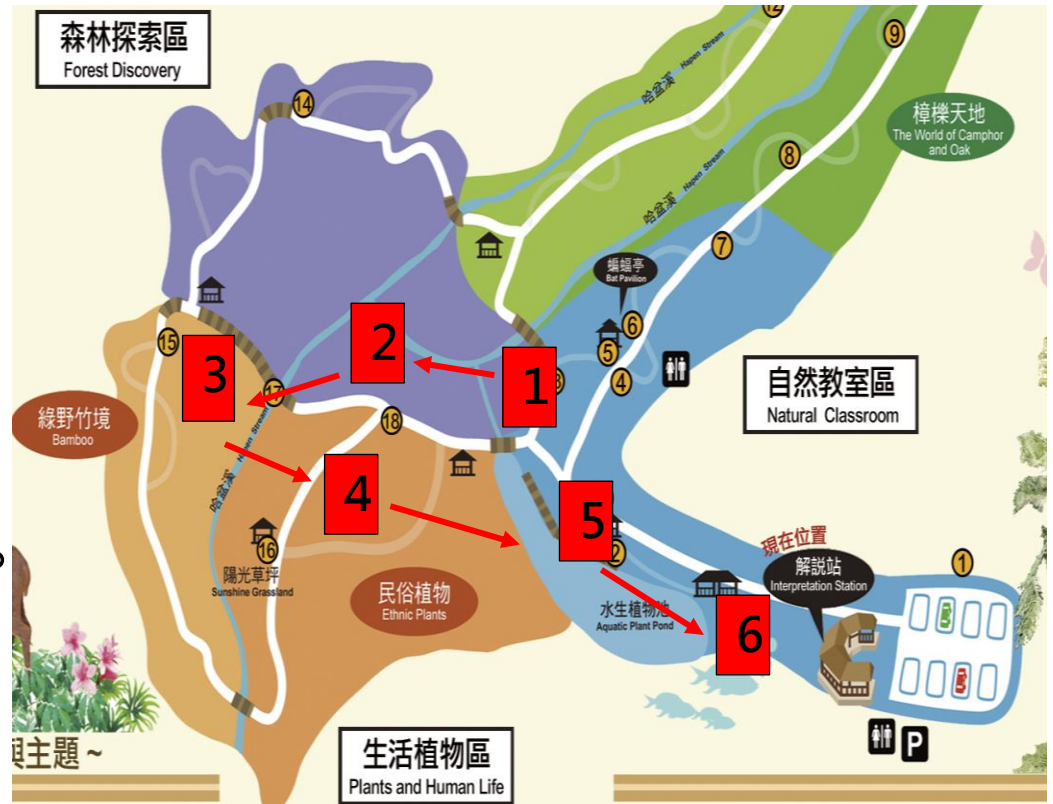 森林探索區
Forest Discovery
12
哈盆溪
Hapen Stream
9
樟櫟天地
The World of Camphor
and Oak
14
8
哈盆溪
Hapen Stream
7
蝙蝠亭
Bat Pavilion
6
5
4
3
1
2
3
15
17
18
自然教室區
Natural Classroom
綠野竹境
Bamboo
哈盆溪
Hapen Stream
4
5
2
16
陽光草坪
Sunshine Grassland
民俗植物
Ethnic Plants
水生植物池
Aquatic Plant Pond
6
現在位置
解說站
Interpretation Station
1
P
與主題~
生活植物區
Plants and Human Life